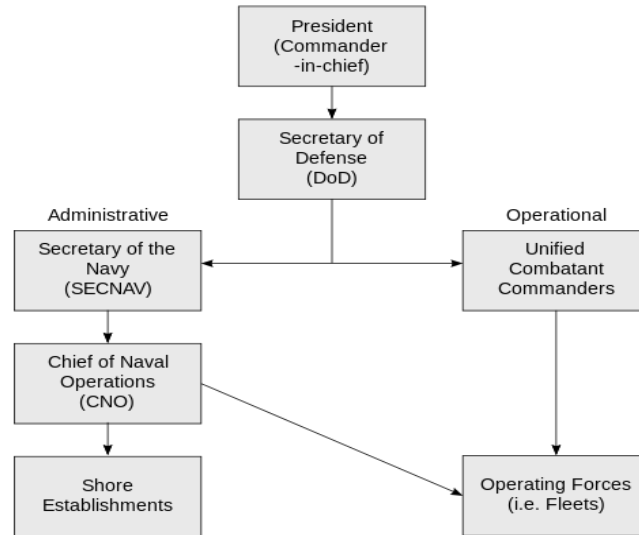 President
(Commander
-in-chief)
Secretary of
Defense
(DoD)
Administrative
Operational
Secretary of the
Navy
(SECNAV)
Unified
Combatant
Commanders
Chief of Naval
Operations
(CNO)
Shore
Establishments
Operating Forces
(i.e. Fleets)